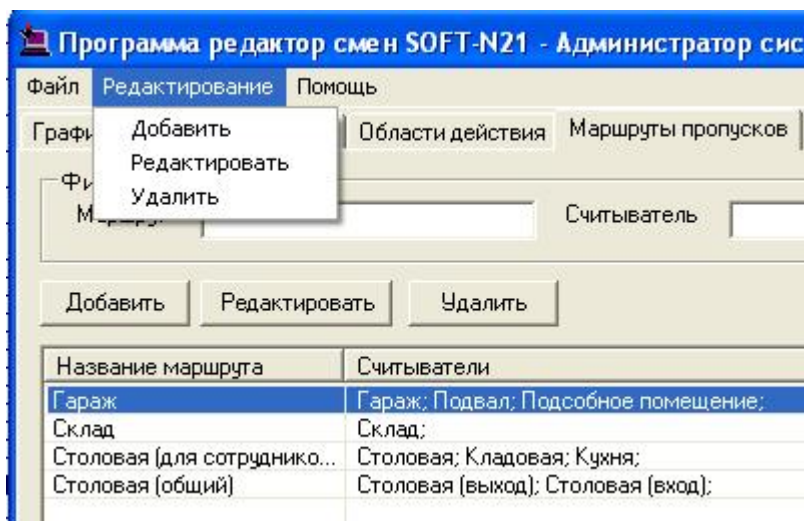 Программа редактор смен SOFT-N21 - Администратор сис
Файл Редактирование Помощь
Добавить
Редактировать
Удалить
Области действия Маршруты пропусков
Считыватель
Добавить Редактировать Удалить
Название маршрута Считыватели
Гараж Гараж; Подвал; Подсобное помещение;
Склад Склад;
Столовая (для сотруднико... Столовая; Кладовая; Кухня;
Столовая (общий) Столовая (выход); Столовая (вход);